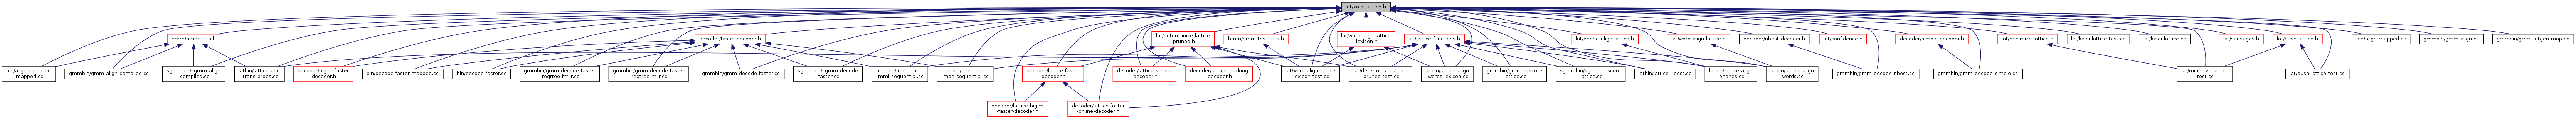 lat/kaldi-lattice.h
hmm/hmm-utils.h
decoder/faster-decoder.h
lat/determinize-lattice
-pruned.h
hmm/hmm-test-utils.h
lat/word-align-lattice
-lexicon.h
lat/lattice-functions.h
lat/phone-align-lattice.h
lat/word-align-lattice.h
decoder/nbest-decoder.h
lat/confidence.h
decoder/simple-decoder.h
lat/minimize-lattice.h
lat/kaldi-lattice-test.cc
lat/kaldi-lattice.cc
lat/sausages.h
lat/push-lattice.h
bin/align-mapped.cc
gmmbin/gmm-align.cc
gmmbin/gmm-latgen-map.cc
bin/align-compiled
-mapped.cc
gmmbin/gmm-align-compiled.cc
sgmmbin/sgmm-align
-compiled.cc
latbin/lattice-add
-trans-probs.cc
decoder/biglm-faster
-decoder.h
bin/decode-faster-mapped.cc
bin/decode-faster.cc
gmmbin/gmm-decode-faster
-regtree-fmllr.cc
gmmbin/gmm-decode-faster
-regtree-mllr.cc
gmmbin/gmm-decode-faster.cc
sgmmbin/sgmm-decode
-faster.cc
nnetbin/nnet-train
-mmi-sequential.cc
nnetbin/nnet-train
-mpe-sequential.cc
decoder/lattice-faster
-decoder.h
decoder/lattice-simple
-decoder.h
decoder/lattice-tracking
-decoder.h
lat/word-align-lattice
-lexicon-test.cc
lat/determinize-lattice
-pruned-test.cc
latbin/lattice-align
-words-lexicon.cc
gmmbin/gmm-rescore
-lattice.cc
sgmmbin/sgmm-rescore
-lattice.cc
latbin/lattice-1best.cc
latbin/lattice-align
-phones.cc
latbin/lattice-align
-words.cc
gmmbin/gmm-decode-nbest.cc
gmmbin/gmm-decode-simple.cc
lat/minimize-lattice
-test.cc
lat/push-lattice-test.cc
decoder/lattice-biglm
-faster-decoder.h
decoder/lattice-faster
-online-decoder.h